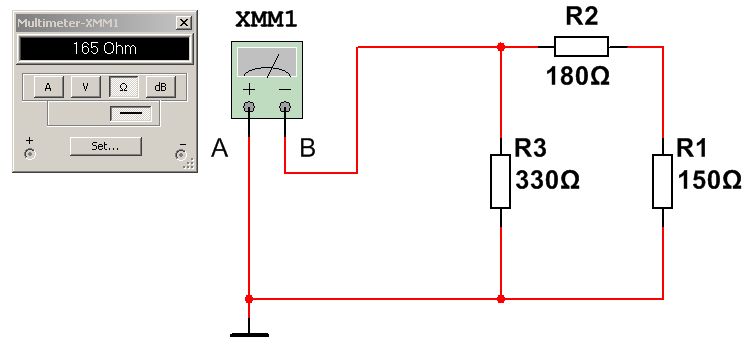 Multimeter-XMM1
165 Ohm
A V Ω dB
Set...
+ -
XMM1
+ -
A B
R2
180Ω
R3
330Ω
R1
150Ω